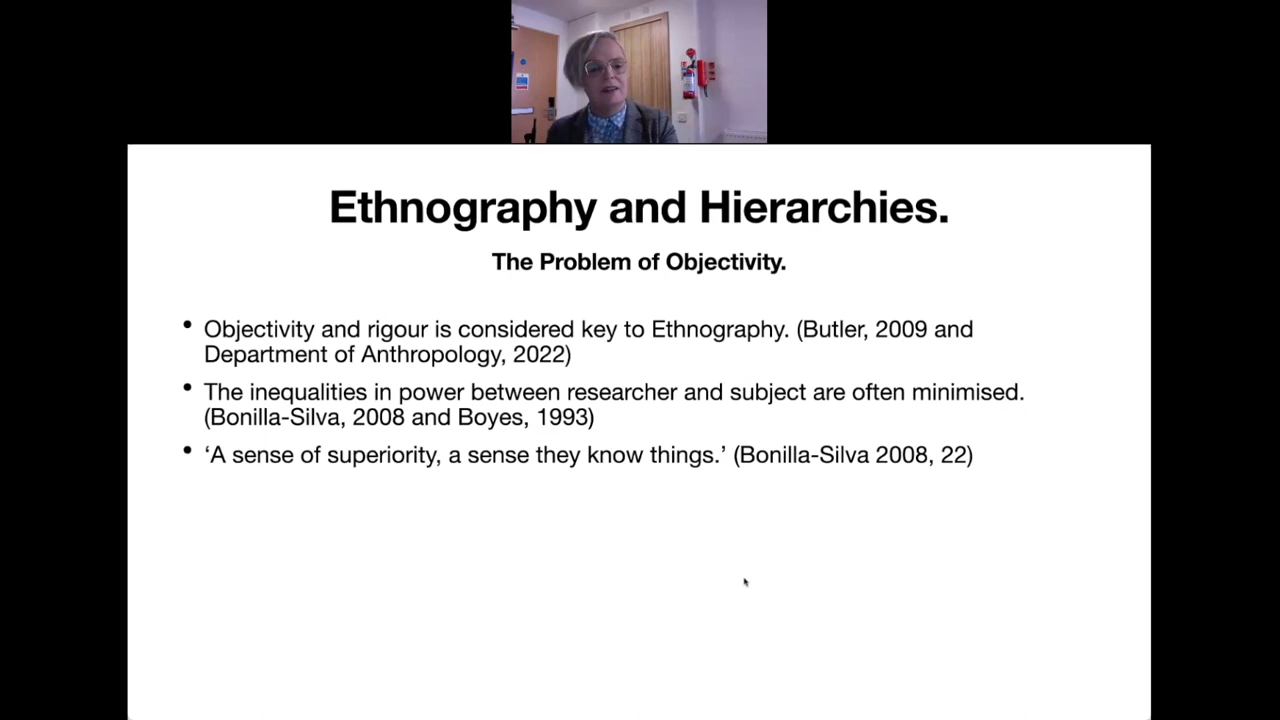 Ethnography and Hierarchies.
The Problem of Objectivity.
• Objectivity and rigour is considered key to Ethnography. (Butler, 2009 and
Department of Anthropology, 2022)
• The inequalities in power between researcher and subject are often minimised.
(Bonilla-Silva, 2008 and Boyes, 1993)
• ‘A sense of superiority, a sense they know things.’ (Bonilla-Silva 2008, 22)